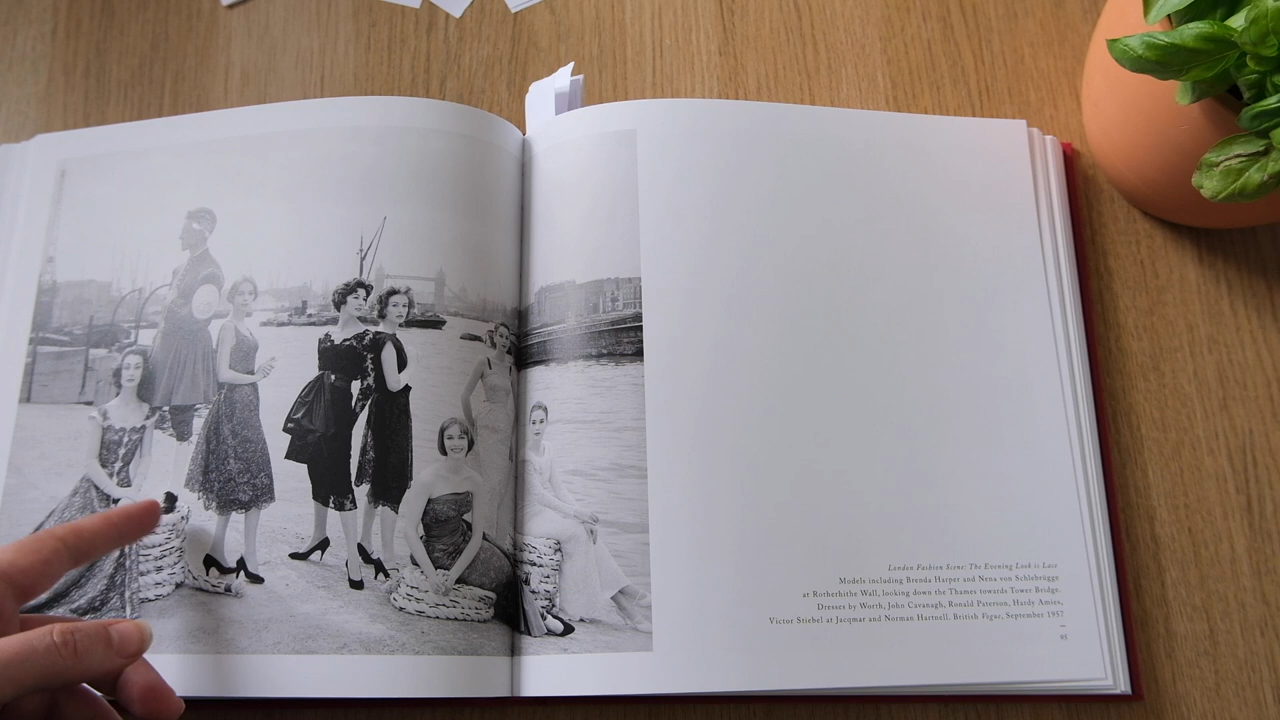 London Fashion Scene: The Evening Look is Lace
Models including Brenda Harper and Nena von Schlebrügge
at Rotherhithe Wall, looking down the Thames towards Tower Bridge.
Dresses by Worth, John Cavanagh, Ronald Paterson, Hardy Amies,
Victor Stiebel at Jacqmar and Norman Hartnell. British Vogue, September 1957
95